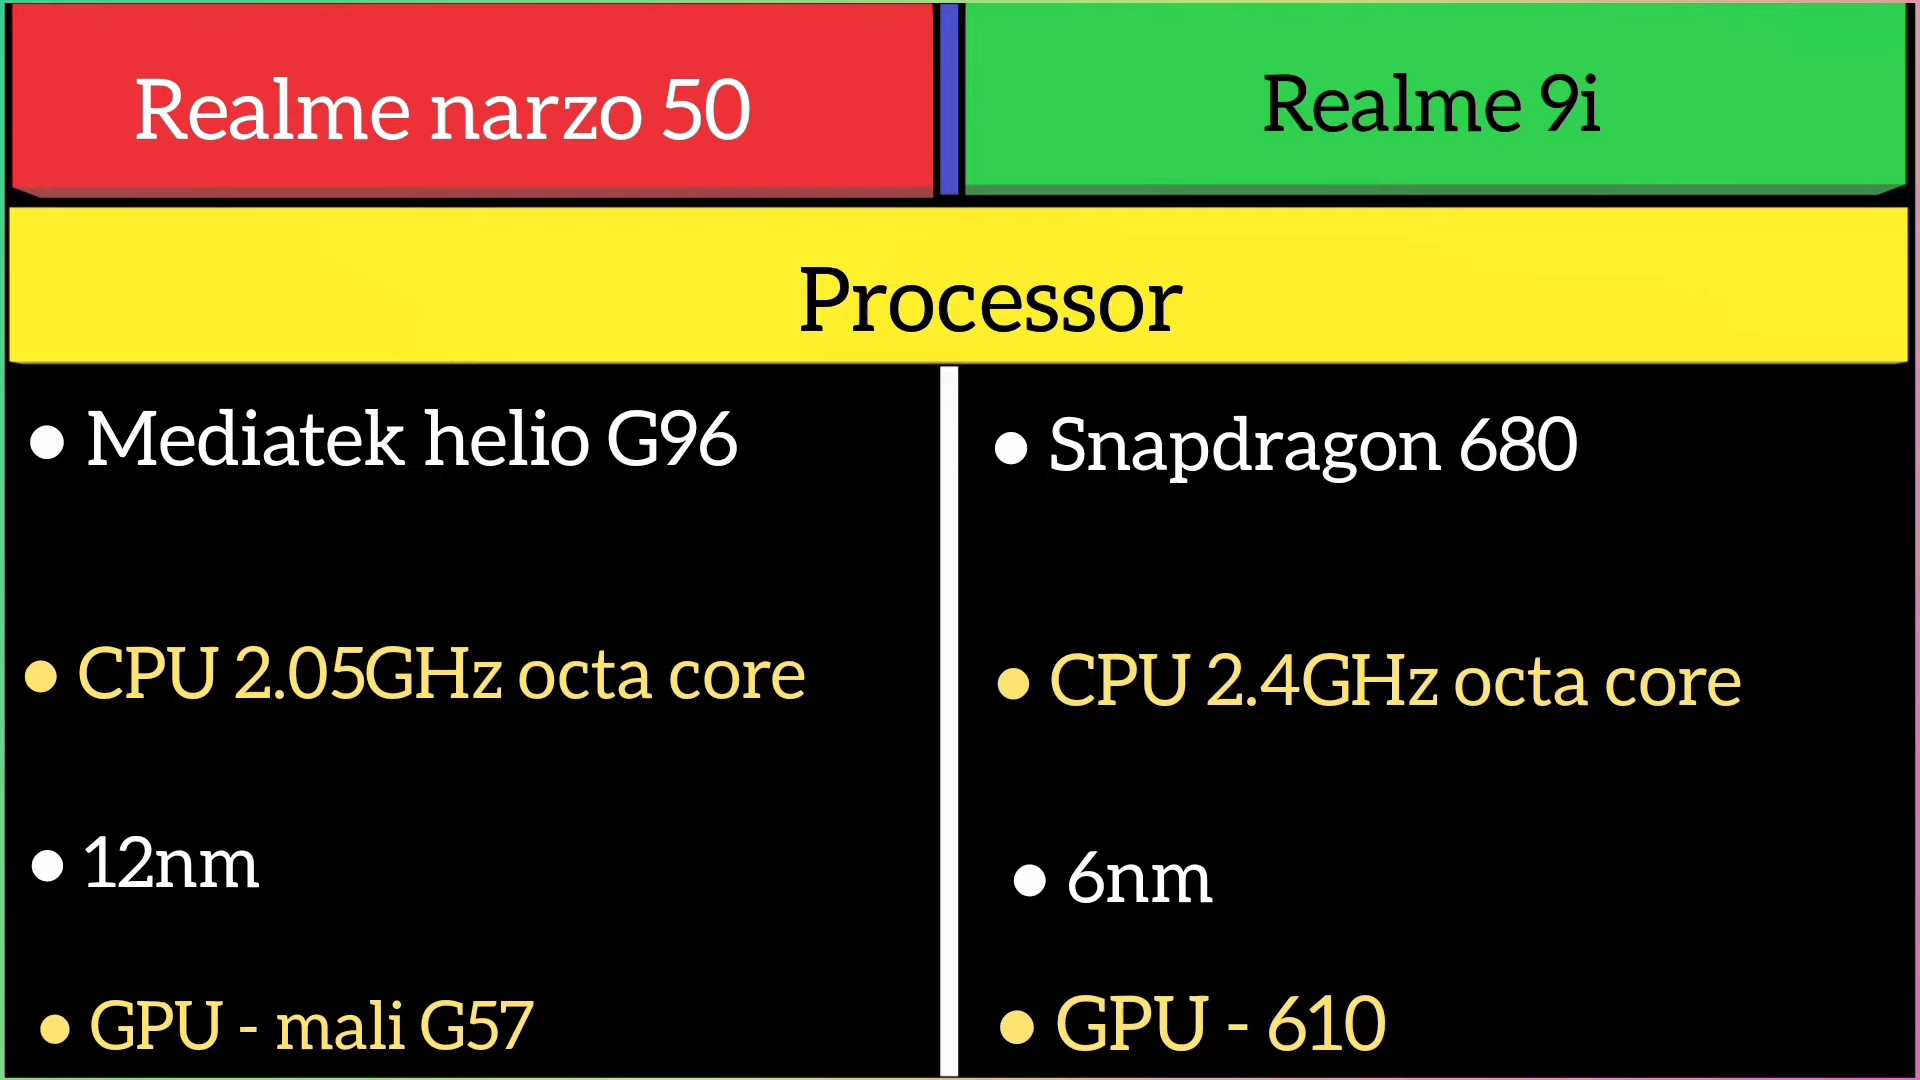 Realme narzo 50
Realme 9i
Processor
● Mediatek helio G96
● CPU 2.05GHz octa core
● 12nm
● GPU - mali G57
● Snapdragon 680
● CPU 2.4GHz octa core
● 6nm
● GPU - 610